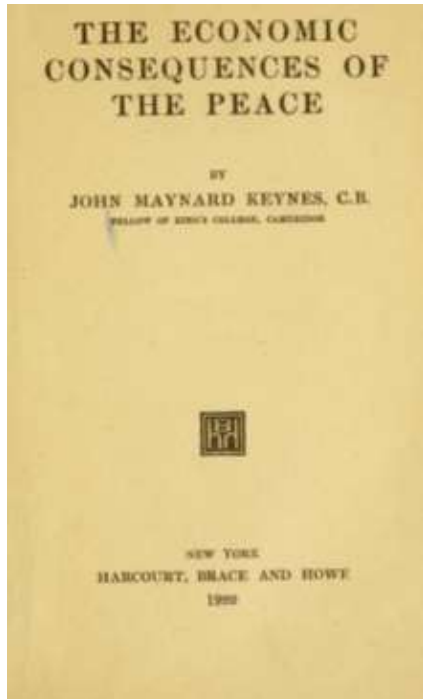 THE ECONOMIC
CONSEQUENCES OF
THE PEACE
BY
JOHN MAYNARD KEYNES, C.B.
FELLOW OF KING'S COLLEGE, CAMBRIDGE
NEW YORK
HARCOURT, BRACE AND HOWE